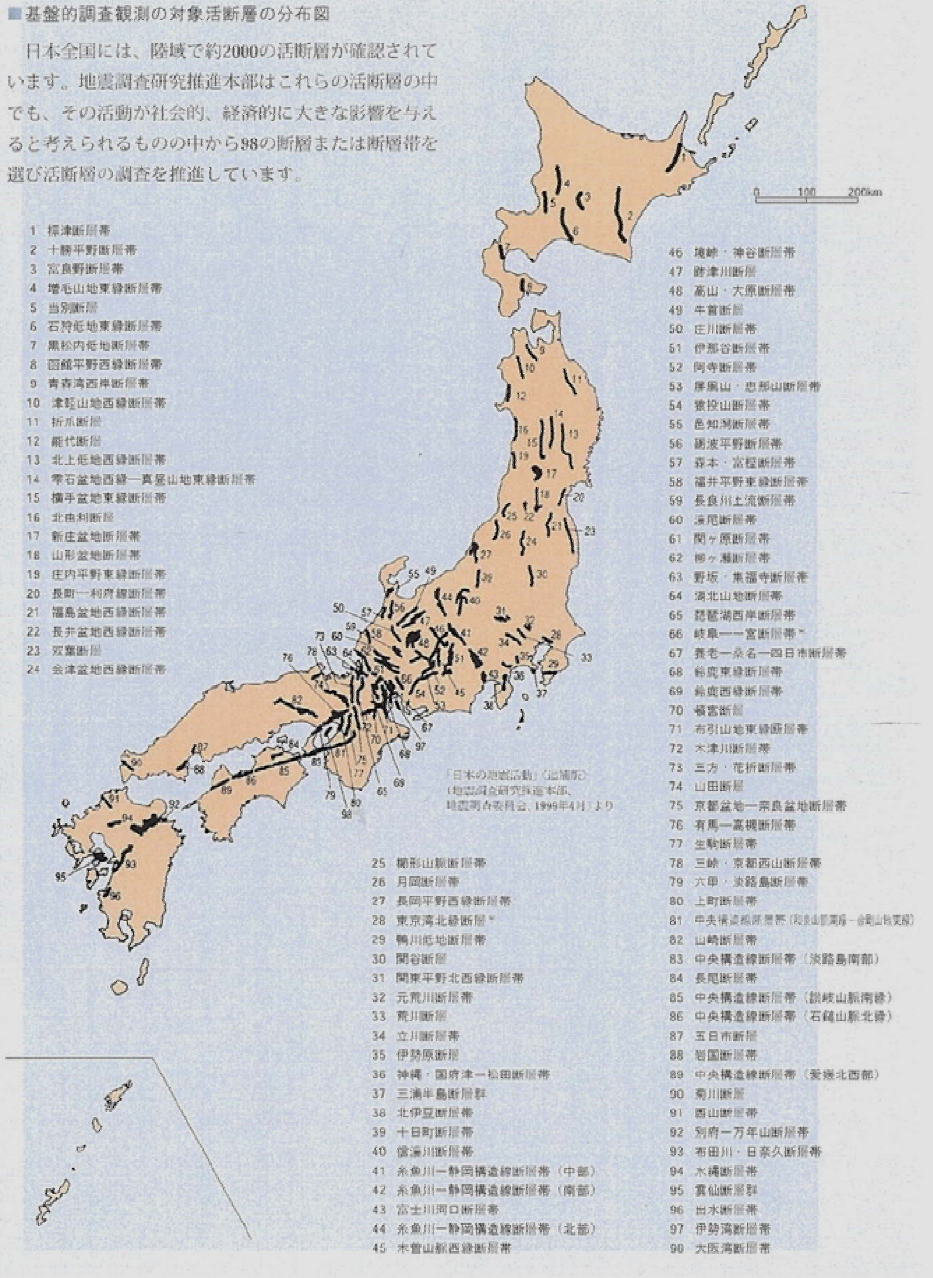 ■基盤的調査観測の対象活断層の分布図
日本全国には、陸域で約2000の活断層が確認されて
います。地震調査研究推進本部はこれらの活断層の中
でも、その活動が社会的、経済的に大きな影響を与え
ると考えられるものの中から98の断層または断層帯を
選び活断層の調査を推進しています。
0 100 200km
1 標津断層帯
2 十勝平野断層帯
3 富良野断層帯
4 増毛山地東縁断層帯
5 当別断層
6 石狩低地東縁断層帯
7 黒松内低地断層帯
8 函館平野西縁断層帯
9 青森湾西岸断層帯
10 津軽山地西縁断層帯
11 折爪断層
12 能代断層
13 北上低地西縁断層帯
14 雫石盆地西縁―真昼山地東縁断層帯
15 横手盆地東縁断層帯
16 北由利断層
17 新庄盆地断層帯
18 山形盆地断層帯
19 庄内平野東縁断層帯
20 長町―利府線断層帯
21 福島盆地西縁断層帯
22 長井盆地西縁断層帯
23 双葉断層
24 会津盆地西縁断層帯
25 櫛形山脈断層帯
26 月岡断層帯
27 長岡平野西縁断層帯
28 東京湾北縁断層*
29 鴨川低地断層帯
30 関谷断層
31 関東平野北西縁断層帯
32 元荒川断層帯
33 荒川断層
34 立川断層帯
35 伊勢原断層
36 神縄・国府津―松田断層帯
37 三浦半島断層群
38 北伊豆断層帯
39 十日町断層帯
40 信濃川断層帯
41 糸魚川―静岡構造線断層帯（中部）
42 糸魚川―静岡構造線断層帯（南部）
43 富士川河口断層帯
44 糸魚川―静岡構造線断層帯（北部）
45 木曽山脈西縁断層帯
46 境峠・神谷断層帯
47 跡津川断層
48 高山・大原断層帯
49 牛首断層
50 庄川断層帯
51 伊那谷断層帯
52 阿寺断層帯
53 屏風山・恵那山断層帯
54 猿投山断層帯
55 邑知潟断層帯
56 砺波平野断層帯
57 森本・富樫断層帯
58 福井平野東縁断層帯
59 長良川上流断層帯
60 濃尾断層帯
61 関ヶ原断層帯
62 柳ヶ瀬断層帯
63 野坂・集福寺断層帯
64 湖北山地断層帯
65 琵琶湖西岸断層帯
66 岐阜―一宮断層帯*
67 養老―桑名―四日市断層帯
68 鈴鹿東縁断層帯
69 鈴鹿西縁断層帯
70 頓宮断層
71 布引山地東縁断層帯
72 木津川断層帯
73 三方・花折断層帯
74 山田断層帯
75 京都盆地―奈良盆地断層帯
76 有馬―高槻断層帯
77 生駒断層帯
78 三峠・京都西山断層帯
79 六甲・淡路島断層帯
80 上町断層帯
81 中央構造線断層帯（和泉山脈南縁－金剛山地東縁）
82 山崎断層帯
83 中央構造線断層帯（淡路島南部）
84 長尾断層帯
85 中央構造線断層帯（讃岐山脈南縁）
86 中央構造線断層帯（石鎚山脈北縁）
87 五日市断層
88 岩国断層帯
89 中央構造線断層帯（愛媛北西部）
90 菊川断層
91 西山断層帯
92 別府―万年山断層帯
93 布田川・日奈久断層帯
94 水縄断層帯
95 雲仙断層群
96 出水断層帯
97 伊勢湾断層帯
98 大阪湾断層帯
「日本の地震活動」〈追補版〉
（地震調査研究推進本部、
地震調査委員会、1999年4月）より